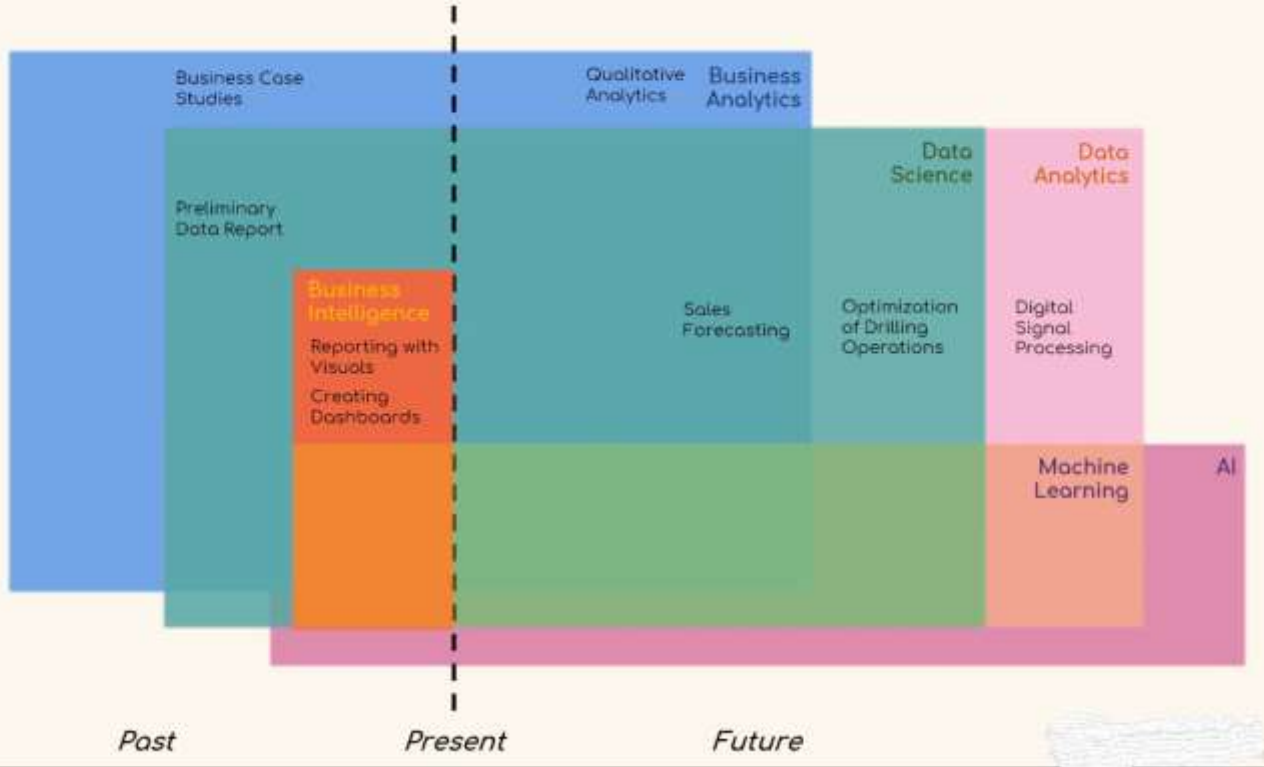 Business Case
Studies
Qualitative
Analytics
Business
Analytics
Data
Science
Data
Analytics
Preliminary
Data Report
Business
Intelligence
Reporting with
Visuals
Creating
Dashboards
Sales
Forecasting
Optimization
of Drilling
Operations
Digital
Signal
Processing
Machine
Learning
AI
Past
Present
Future